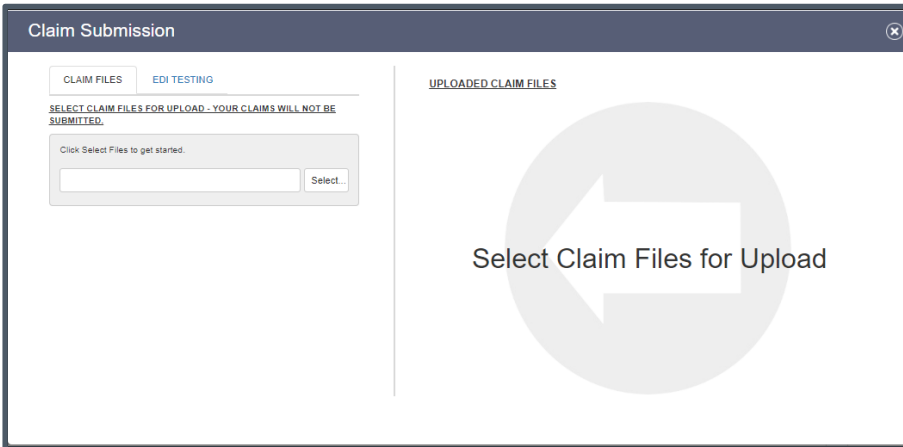 Claim Submission
CLAIM FILES
EDI TESTING
SELECT CLAIM FILES FOR UPLOAD - YOUR CLAIMS WILL NOT BE
SUBMITTED.
Click Select Files to get started.
Select...
UPLOADED CLAIM FILES
Select Claim Files for Upload